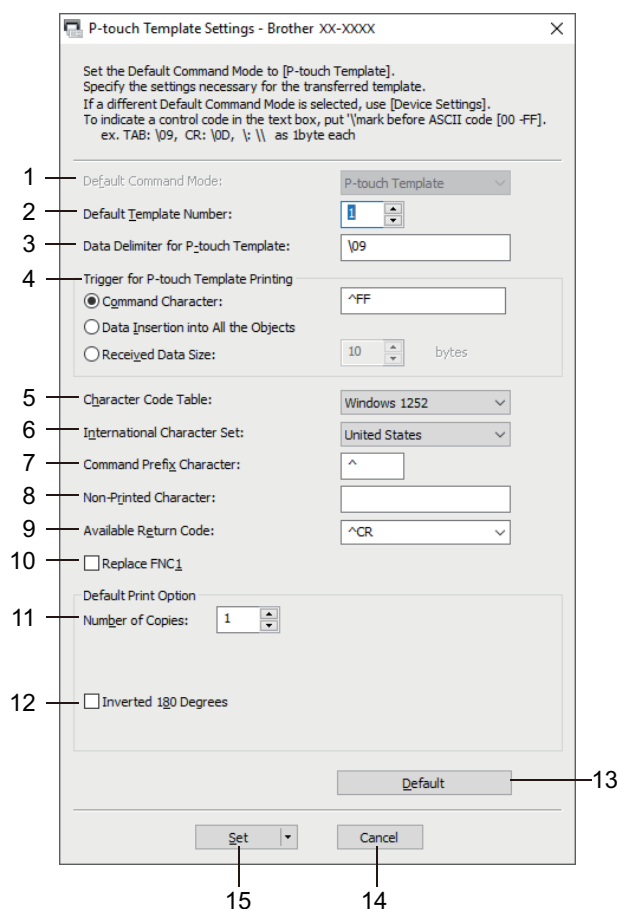 P-touch Template Settings - Brother XX-XXXX
Set the Default Command Mode to [P-touch Template].
Specify the settings necessary for the transferred template.
If a different Default Command Mode is selected, use [Device Settings].
To indicate a control code in the text box, put '\'mark before ASCII code [00 -FF].
ex. TAB: \09, CR: \0D, \: \\ as 1byte each
1 Default Command Mode: P-touch Template
2 Default Template Number: 1
3 Data Delimiter for P-touch Template: \09
4 Trigger for P-touch Template Printing
Command Character: ^FF
Data Insertion into All the Objects
Received Data Size: 10 bytes
5 Character Code Table: Windows 1252
6 International Character Set: United States
7 Command Prefix Character: ^
8 Non-Printed Character:
9 Available Return Code: ^CR
10 Replace FNC1
Default Print Option
11 Number of Copies: 1
12 Inverted 180 Degrees
Default 13
Set Cancel
15 14